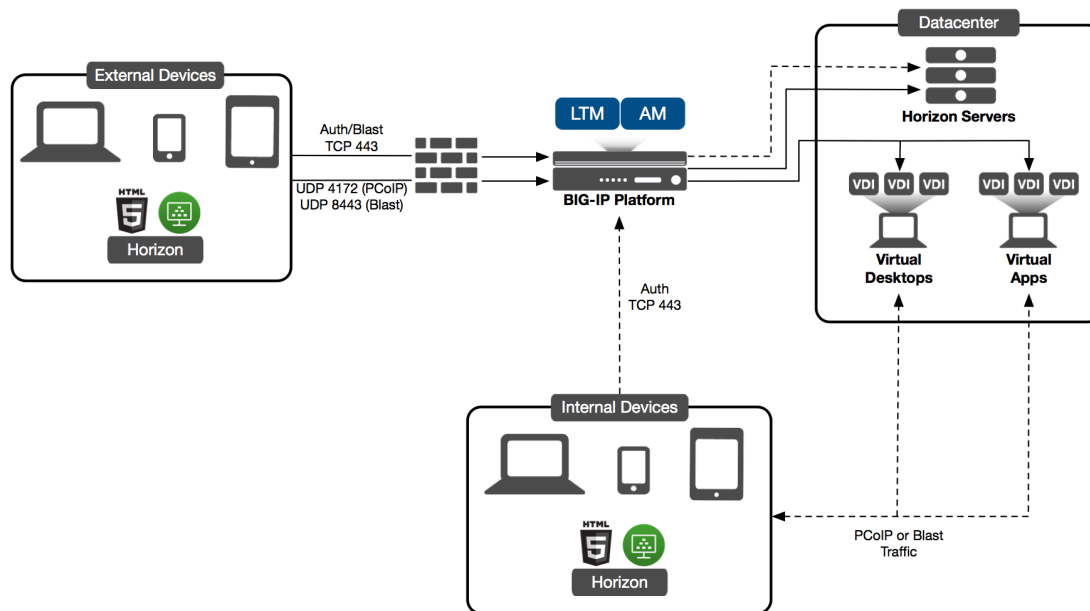 Datacenter
External Devices
LTM
AM
Horizon Servers
Auth/Blast
TCP 443
UDP 4172 (PCoIP)
UDP 8443 (Blast)
BIG-IP Platform
VDI VDI VDI
VDI VDI VDI
HTML
5
Horizon
Virtual
Desktops
Virtual
Apps
Auth
TCP 443
Internal Devices
HTML
5
Horizon
PCoIP or Blast
Traffic